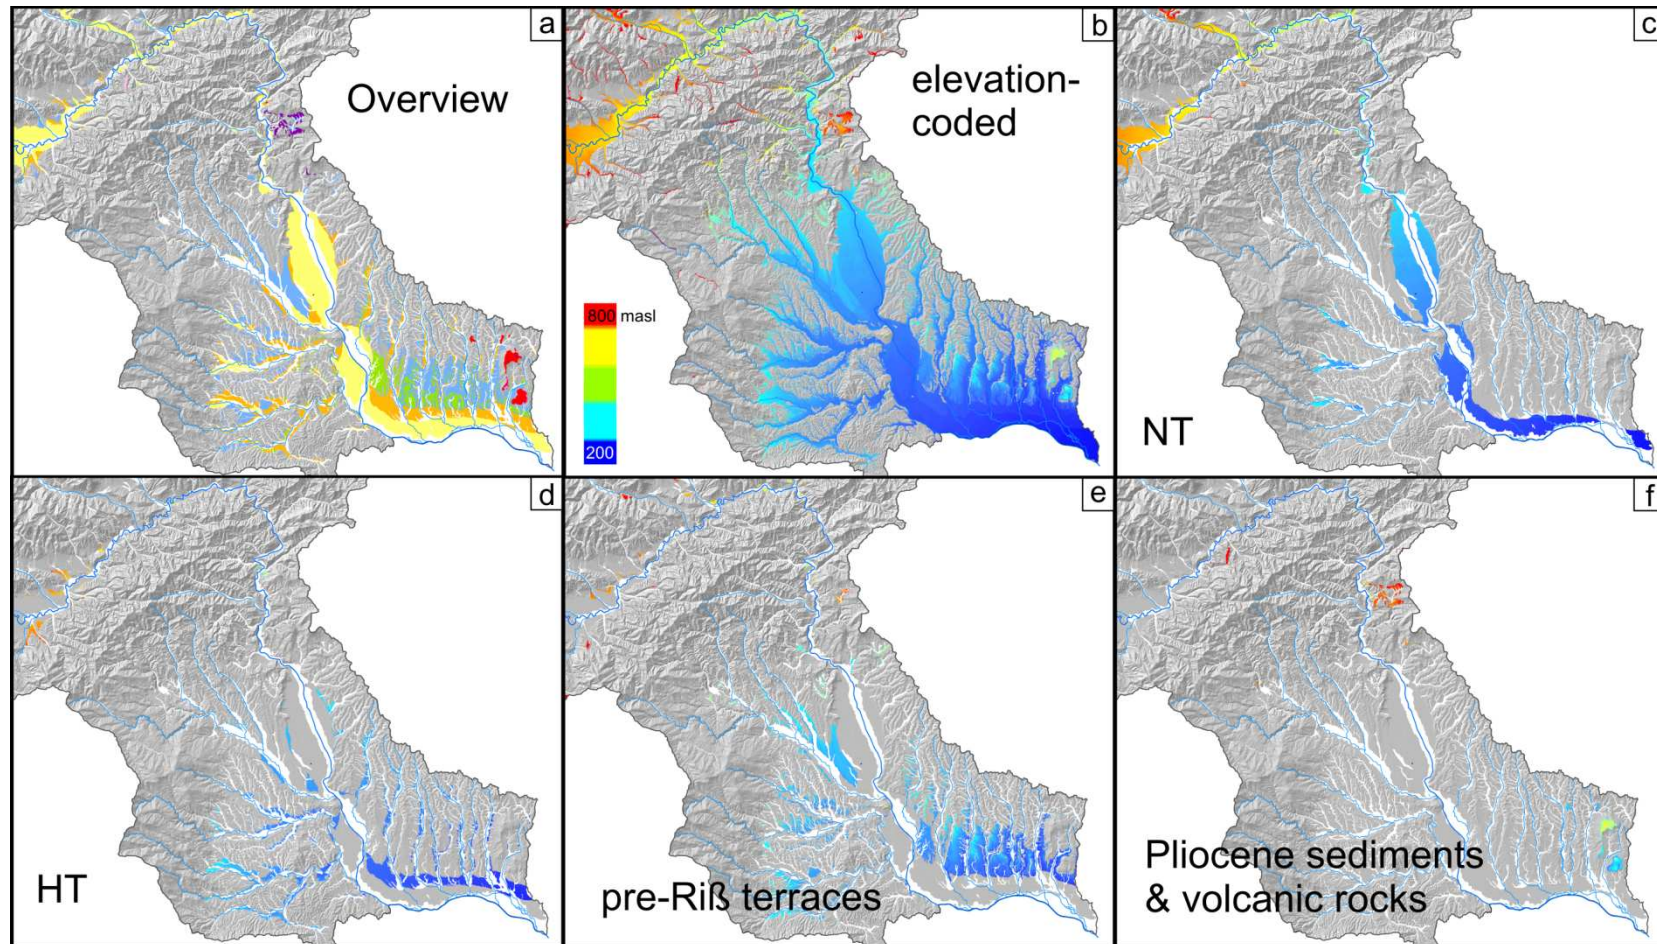 a
Overview
b
elevation-
coded
800 masl
200
c
NT
d
HT
e
pre-Riß terraces
f
Pliocene sediments
& volcanic rocks